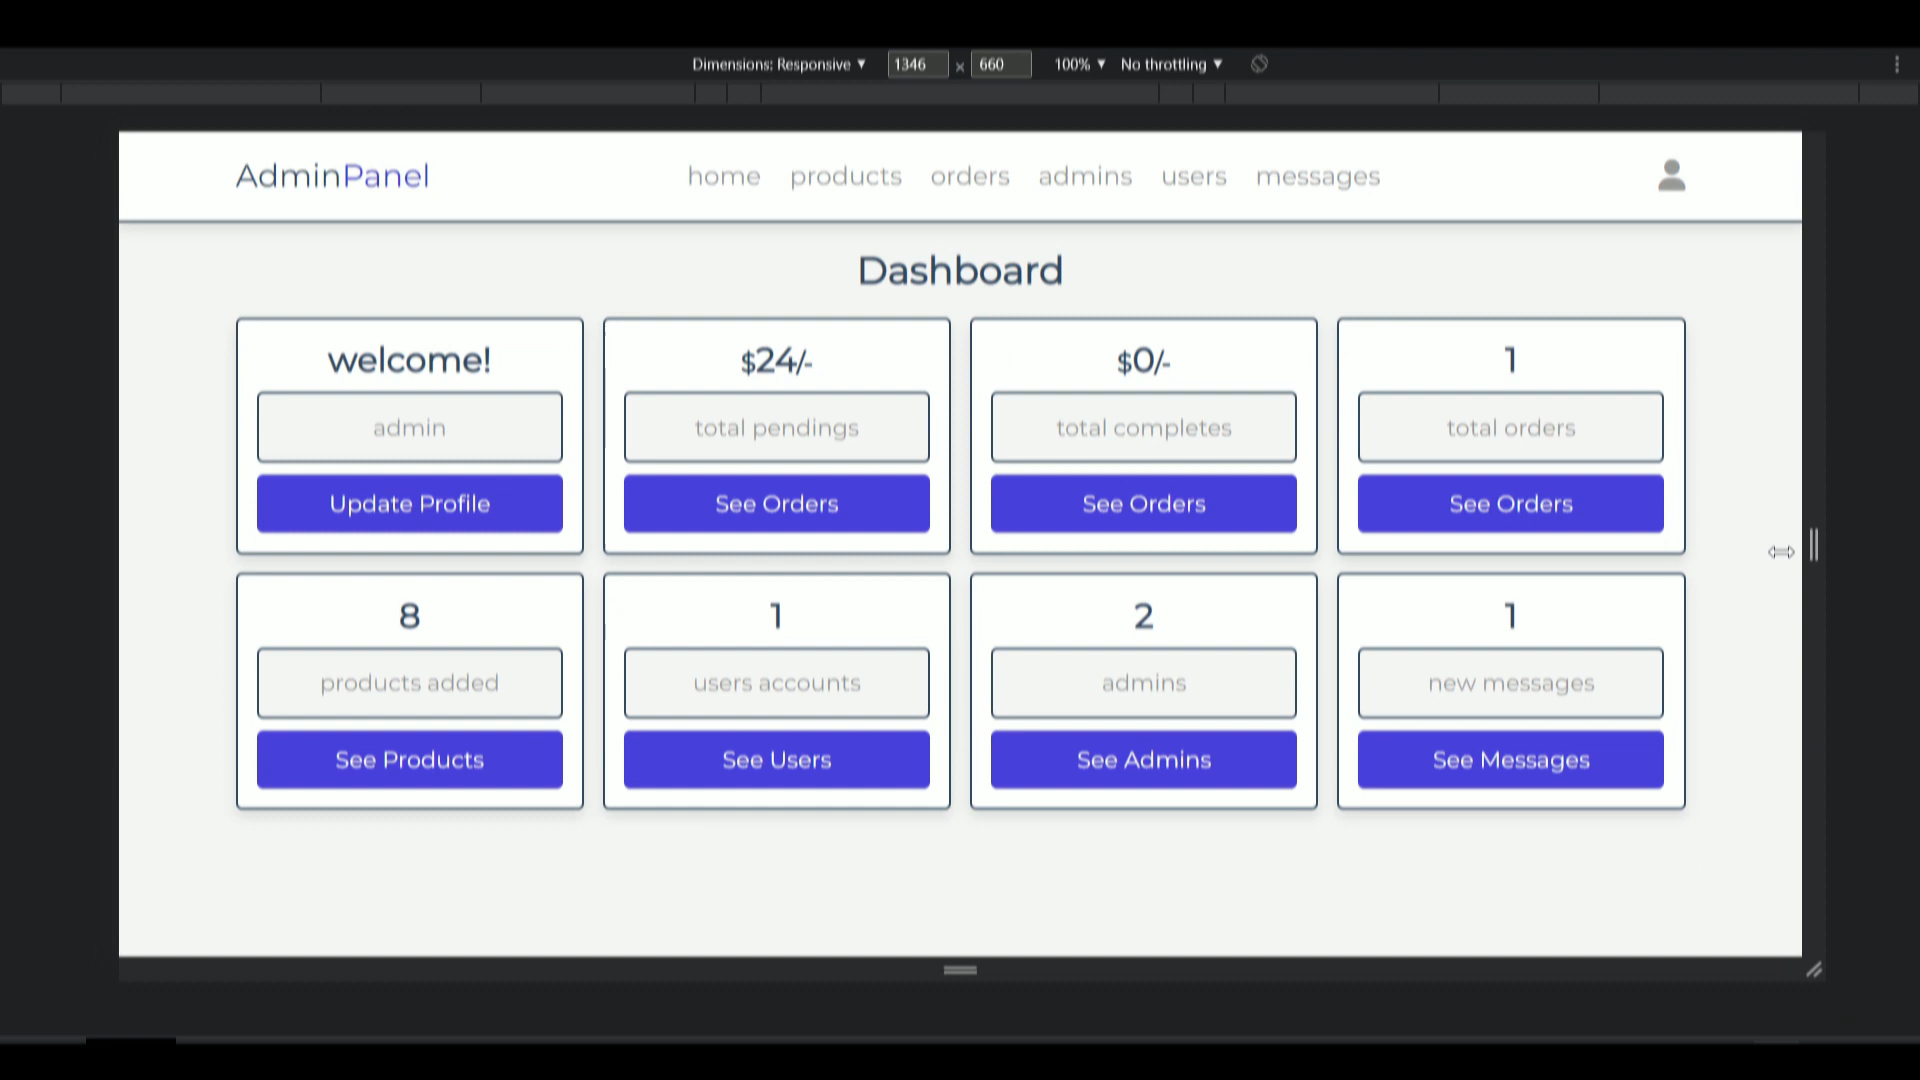 Dimensions: Responsive ▼ 1346 x 660 100% ▼ No throttling ▼
AdminPanel home products orders admins users messages
Dashboard
welcome! $24/- $0/- 1
admin total pendings total completes total orders
Update Profile See Orders See Orders See Orders
8 1 2 1
products added users accounts admins new messages
See Products See Users See Admins See Messages